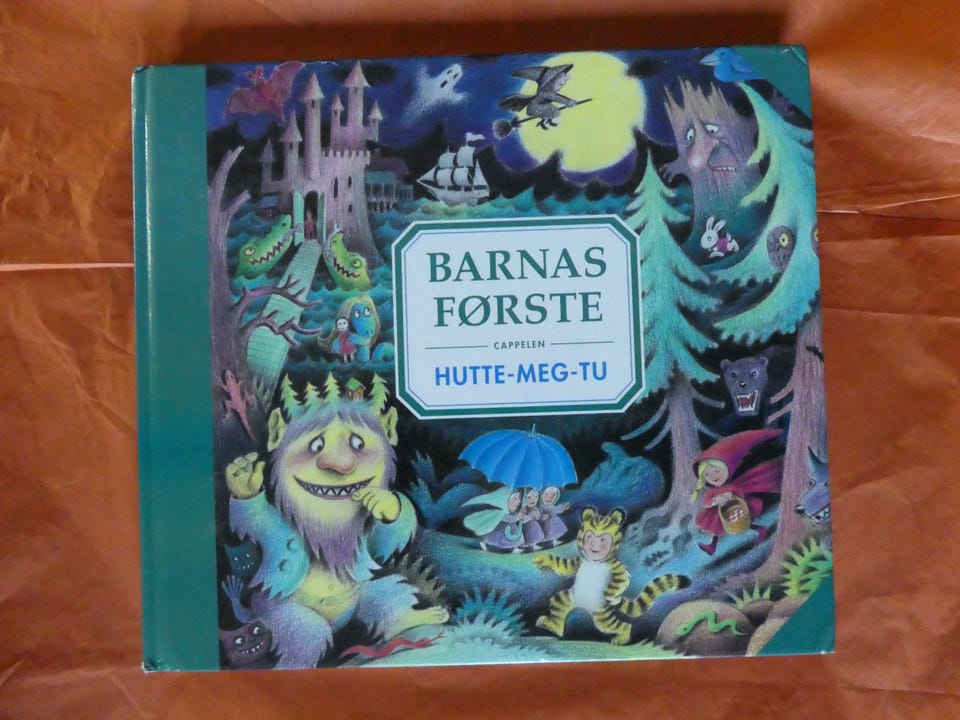 BARNAS
FØRSTE
CAPPELEN
HUTTE-MEG-TU